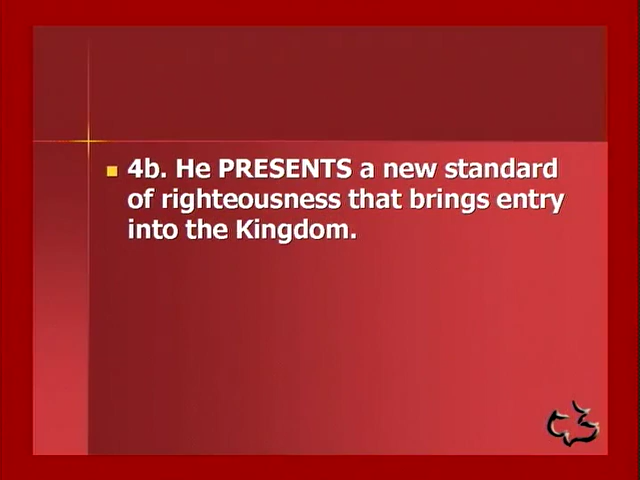 4b. He PRESENTS a new standard
of righteousness that brings entry
into the Kingdom.